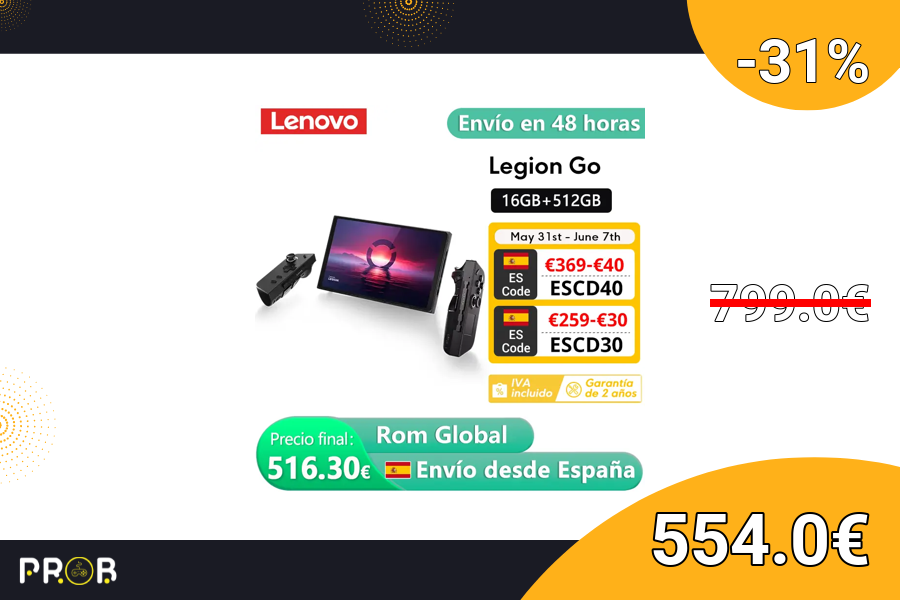 -31%
Lenovo
Envío en 48 horas
Legion Go
16GB+512GB
May 31st - June 7th
ES
Code
€369-€40
ESCD40
ES
Code
€259-€30
ESCD30
IVA
incluido
Garantía
de 2 años
799.0€
Precio final:
516.30€
Rom Global
Envío desde España
554.0€
PROB